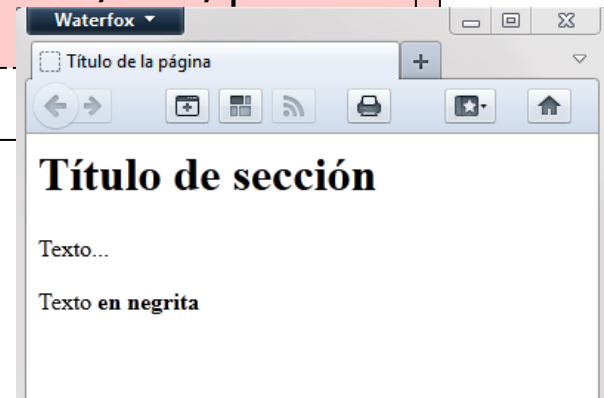 Waterfox
Título de la página
Título de sección
Texto...
Texto en negrita